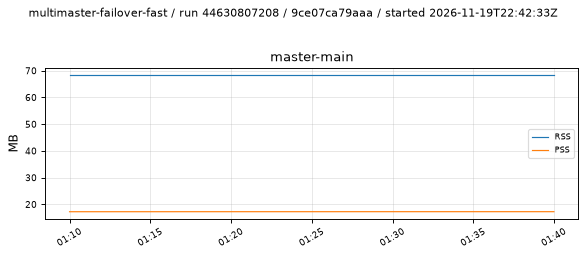 multimaster-failover-fast / run 44630807208 / 9ce07ca79aaa / started 2026-11-19T22:42:33Z
master-main
70
60
50
40
30
20
MB
RSS
PSS
01:10
01:15
01:20
01:25
01:30
01:35
01:40